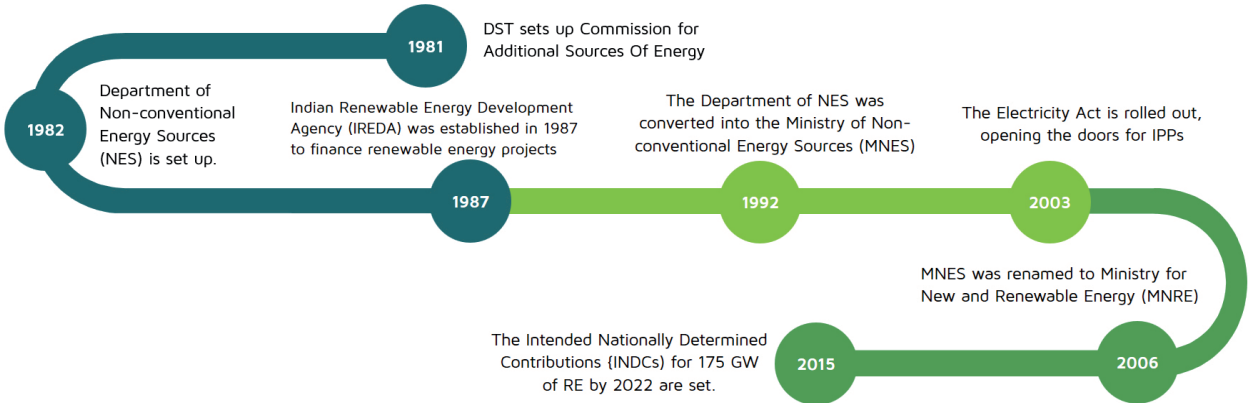 1981
DST sets up Commission for
Additional Sources Of Energy
1982
Department of
Non-conventional
Energy Sources
(NES) is set up.
Indian Renewable Energy Development
Agency (IREDA) was established in 1987
to finance renewable energy projects
1987
The Department of NES was
converted into the Ministry of Non-
conventional Energy Sources (MNES)
1992
The Electricity Act is rolled out,
opening the doors for IPPs
2003
MNES was renamed to Ministry for
New and Renewable Energy (MNRE)
2006
The Intended Nationally Determined
Contributions {INDCs) for 175 GW
of RE by 2022 are set.
2015